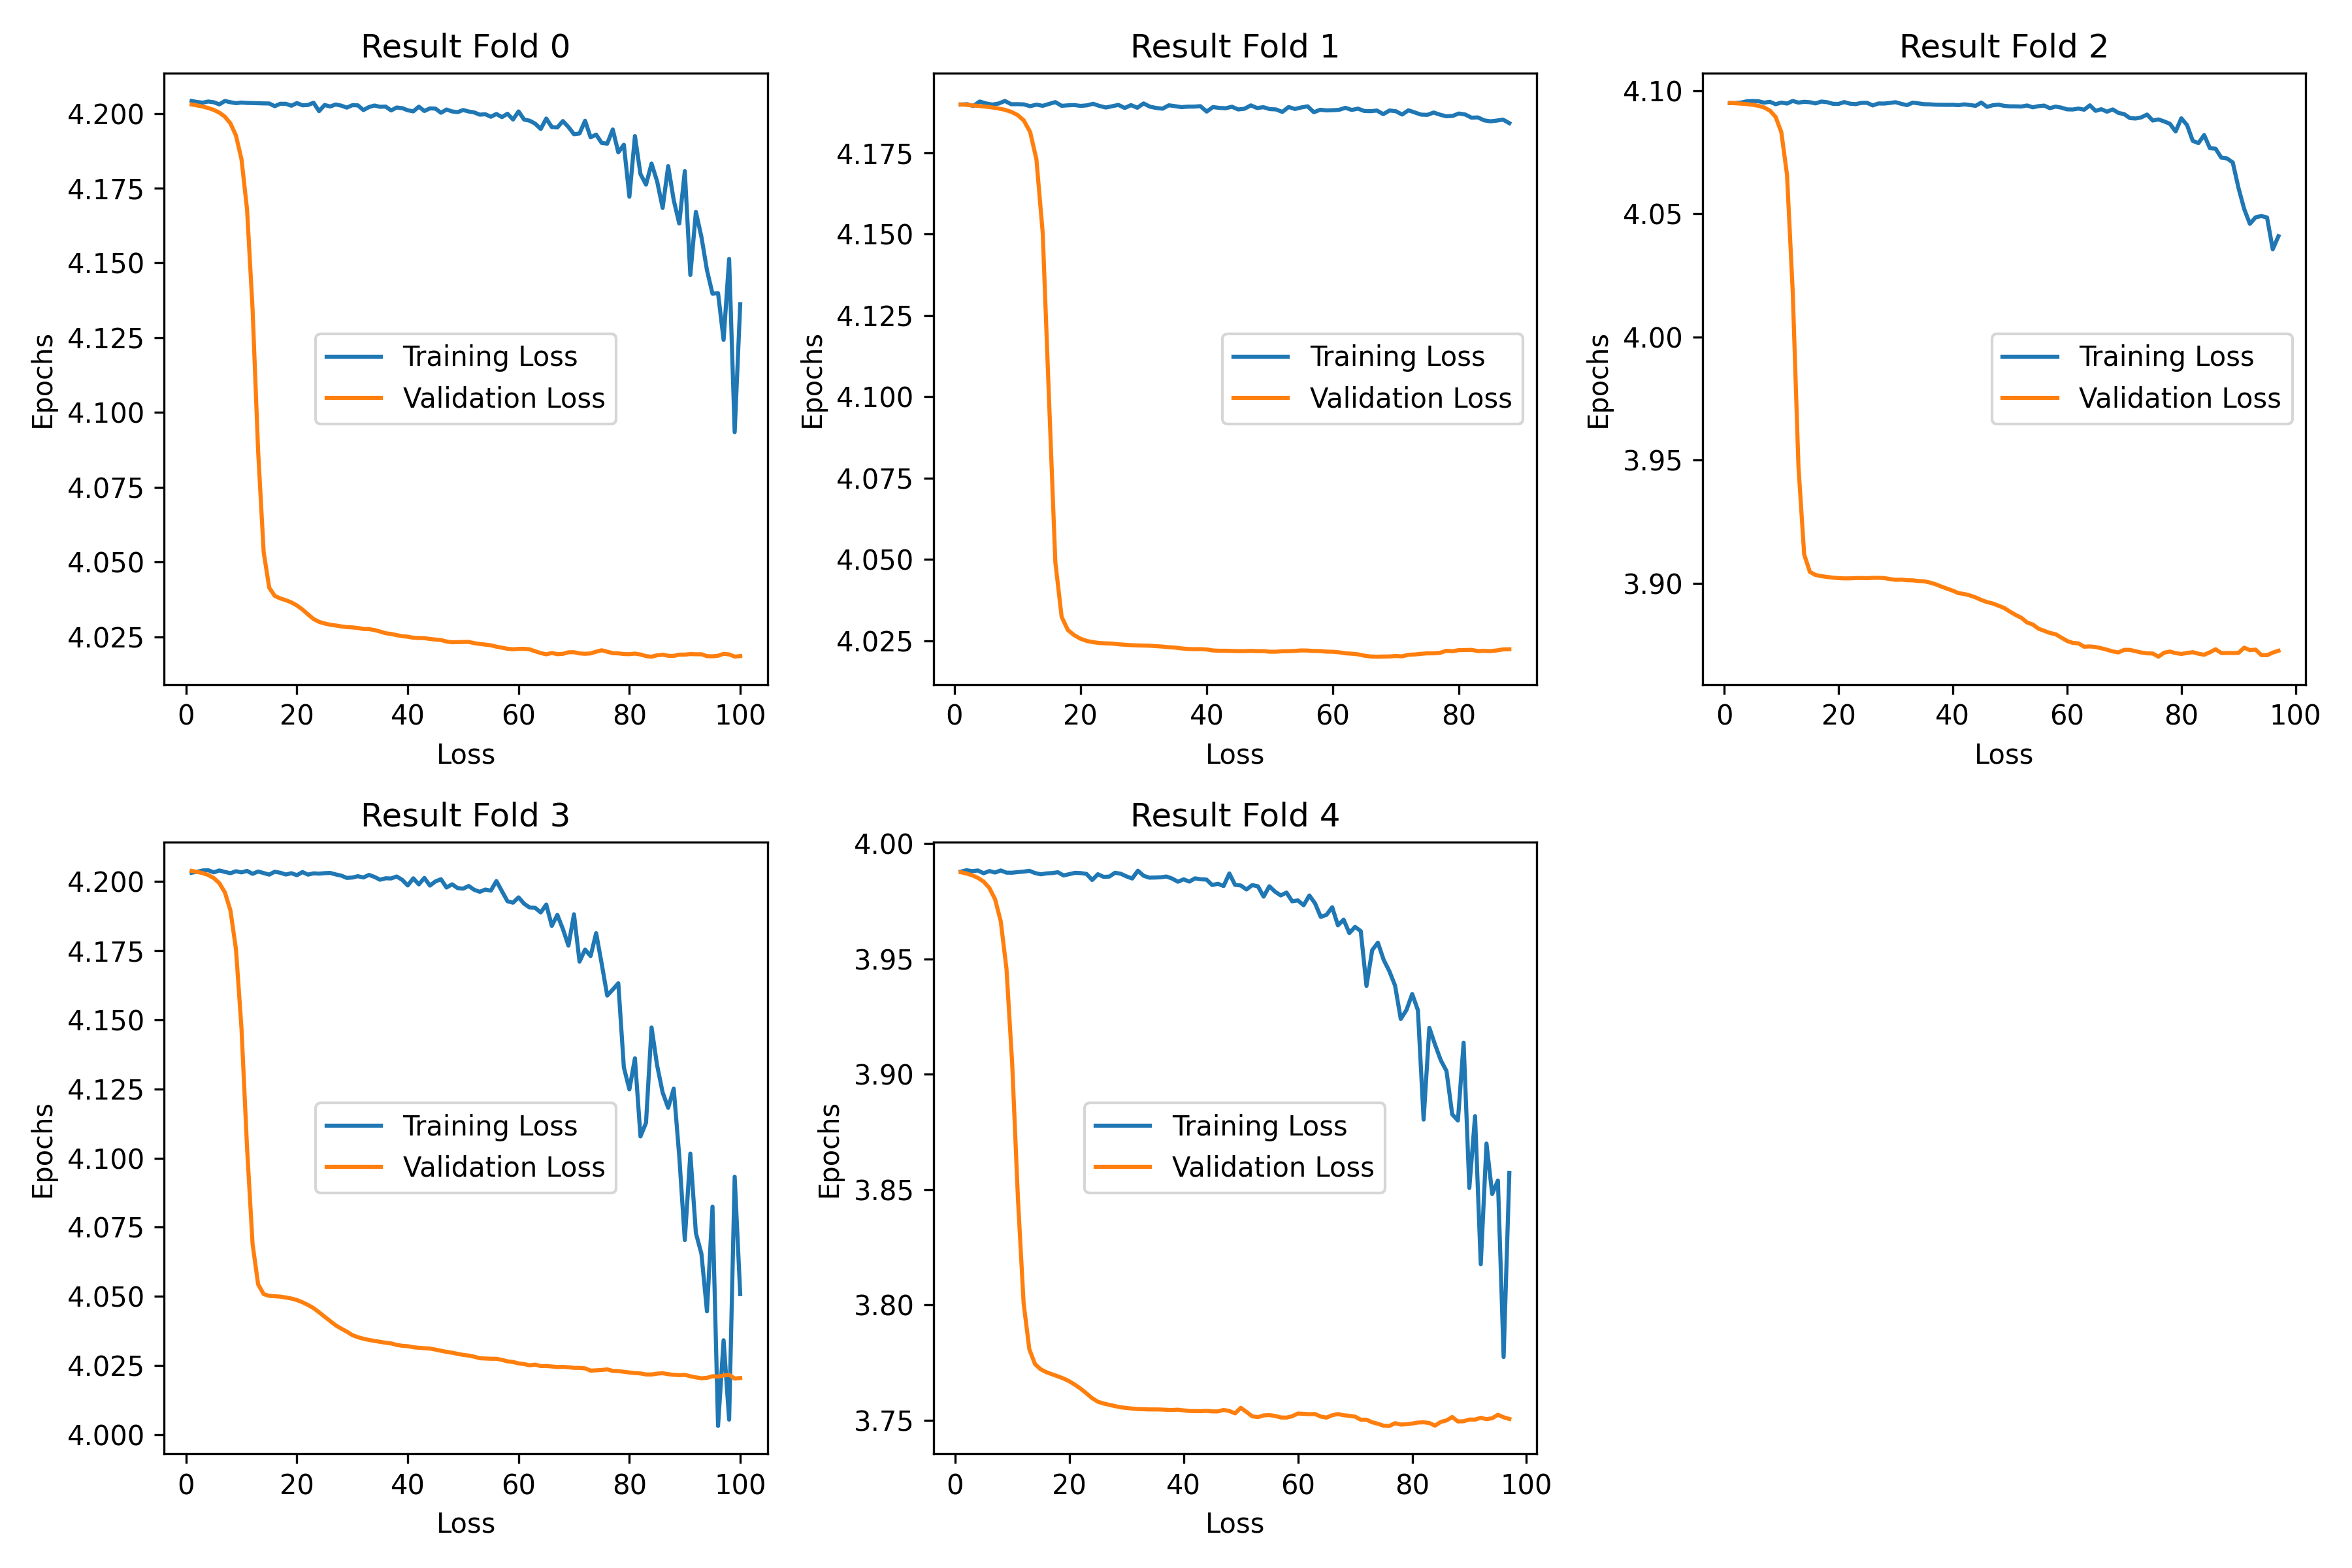 Result Fold 0
4.200
4.175
4.150
4.125
4.100
4.075
4.050
4.025
Epochs
Training Loss
Validation Loss
0 20 40 60 80 100
Loss
Result Fold 1
4.175
4.150
4.125
4.100
4.075
4.050
4.025
Epochs
Training Loss
Validation Loss
0 20 40 60 80
Loss
Result Fold 2
4.10
4.05
4.00
3.95
3.90
Epochs
Training Loss
Validation Loss
0 20 40 60 80 100
Loss
Result Fold 3
4.200
4.175
4.150
4.125
4.100
4.075
4.050
4.025
4.000
Epochs
Training Loss
Validation Loss
0 20 40 60 80 100
Loss
Result Fold 4
4.00
3.95
3.90
3.85
3.80
3.75
Epochs
Training Loss
Validation Loss
0 20 40 60 80 100
Loss